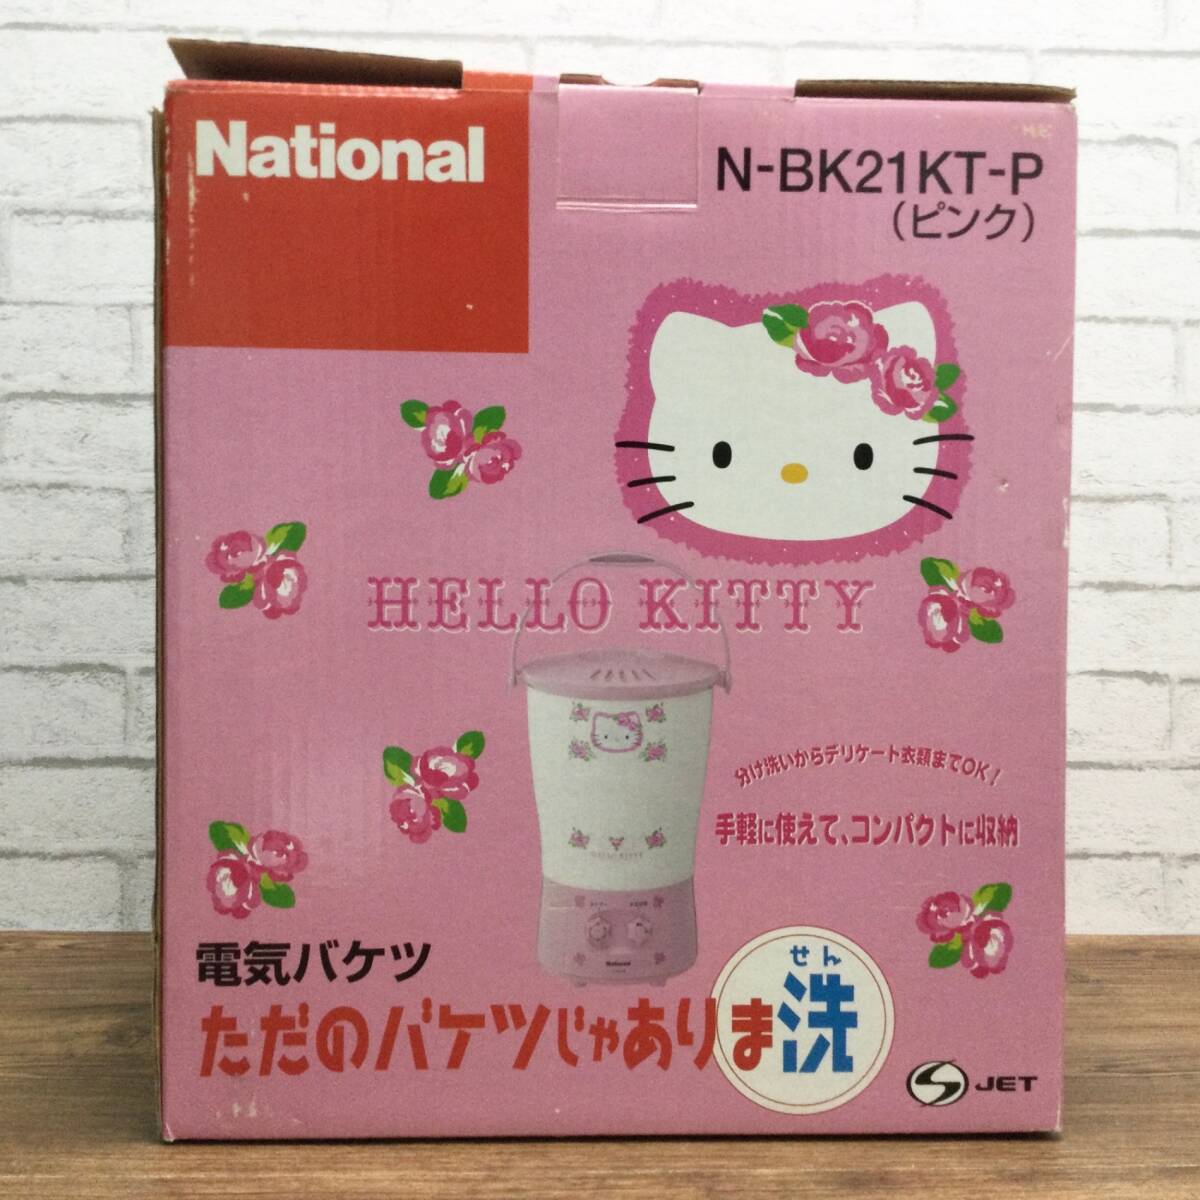 National
N-BK21KT-P
(ピンク)
HELLO KITTY
分け洗いからデリケート衣類までOK!
手軽に使えて、コンパクトに収納
HELLO KITTY
National
電気バケツ
せん
ただのバケツじゃありま洗
S JET